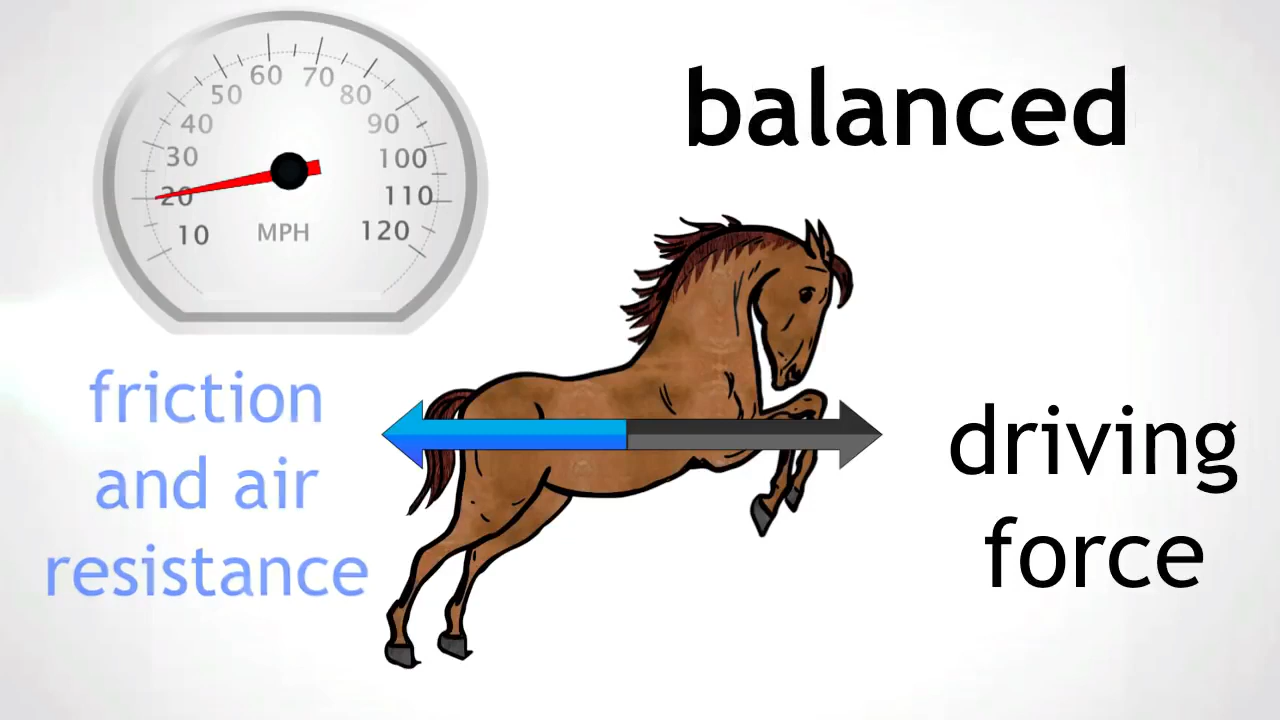 60 70
50 80
40 90
30 100
20 110
10 MPH 120
balanced
friction
and air
resistance
driving
force